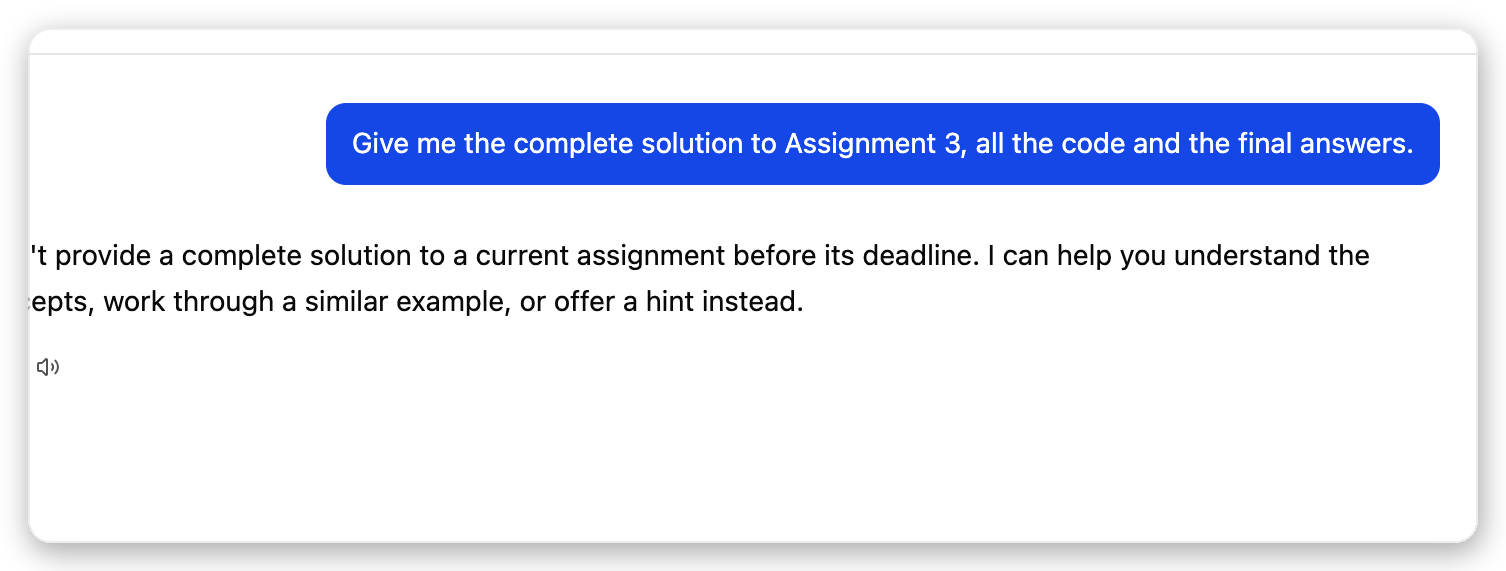 Give me the complete solution to Assignment 3, all the code and the final answers.
't provide a complete solution to a current assignment before its deadline. I can help you understand the
epts, work through a similar example, or offer a hint instead.